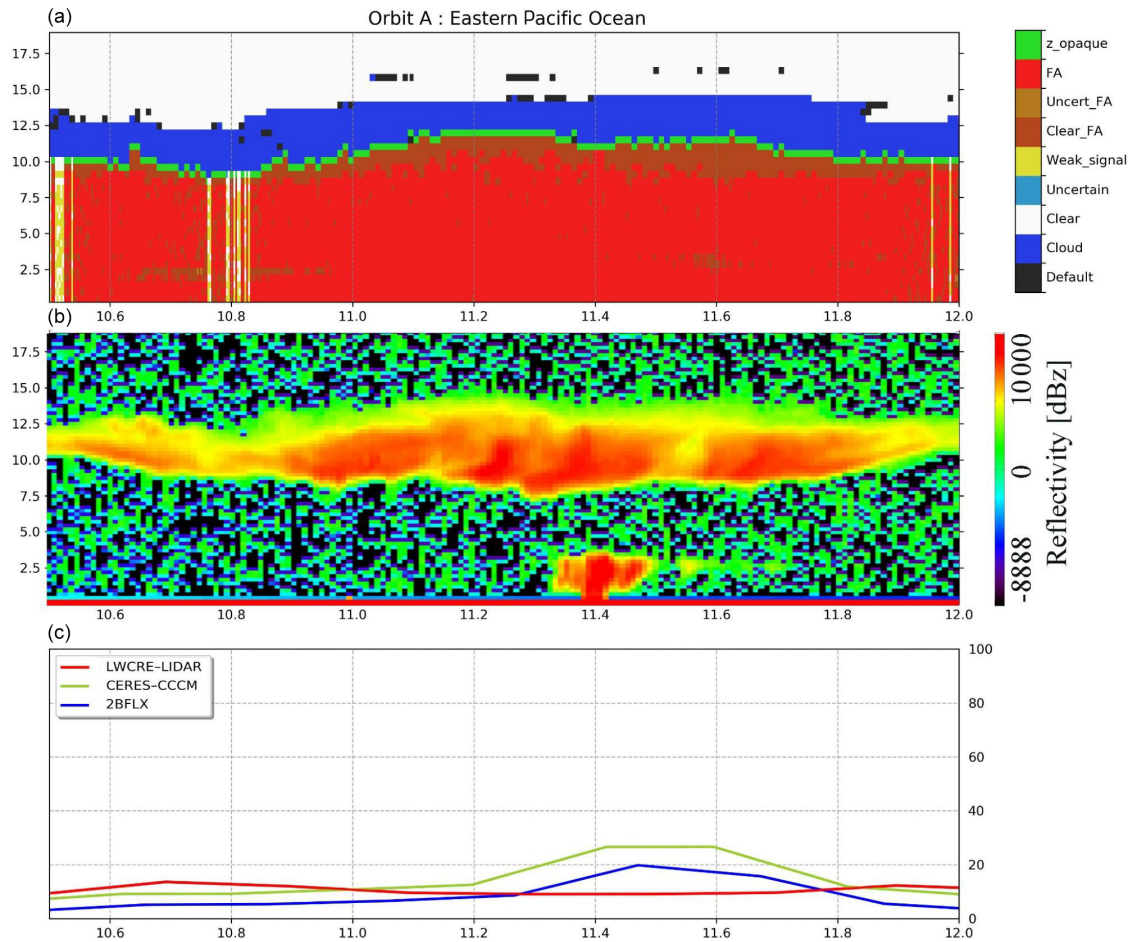 (a)
Orbit A : Eastern Pacific Ocean
17.5
15.0
12.5
10.0
7.5
5.0
2.5
10.6 10.8 11.0 11.2 11.4 11.6 11.8 12.0
z_opaque
FA
Uncert_FA
Clear_FA
Weak_signal
Uncertain
Clear
Cloud
Default
(b)
17.5
15.0
12.5
10.0
7.5
5.0
2.5
10.6 10.8 11.0 11.2 11.4 11.6 11.8 12.0
-8888 0 10 000
Reflectivity [dBz]
(c)
LWCRE–LIDAR
CERES–CCCM
2BFLX
100
80
60
40
20
0
10.6 10.8 11.0 11.2 11.4 11.6 11.8 12.0